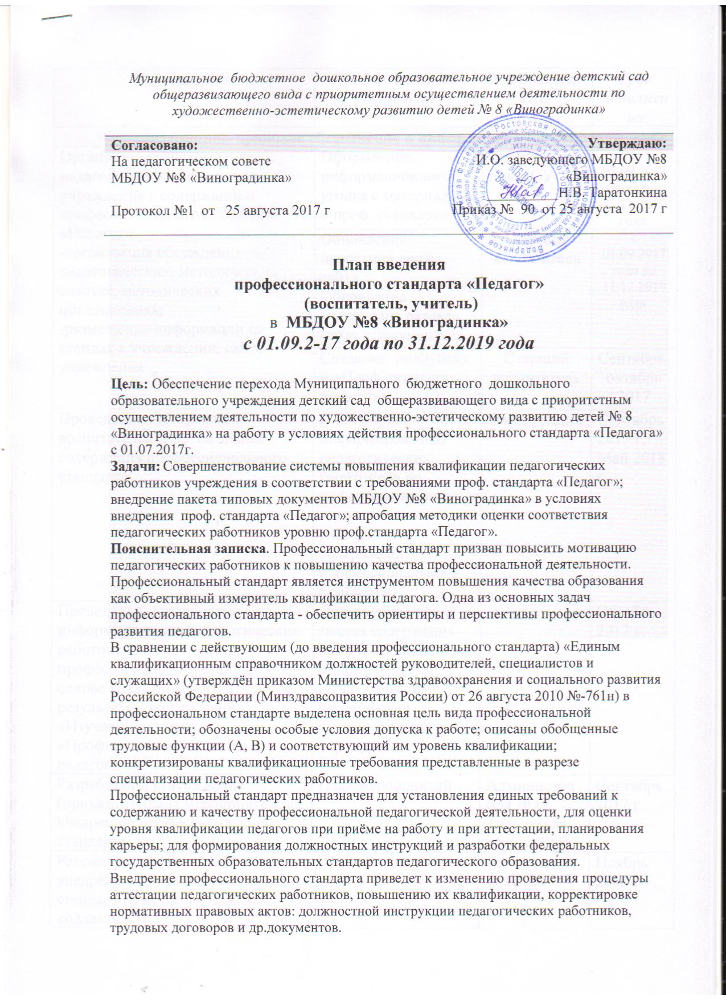 Муниципальное бюджетное дошкольное образовательное учреждение детский сад
общеразвизающего вида с приоритетным осуществлением деятельности по
художественно-эстетическому развитию детей № 8 «Виноградинка»
Согласовано:
На педагогическом совете
МБДОУ №8 «Виноградинка»
Протокол №1 от 25 августа 2017 г
Утверждаю:
И.О. заведующего МБДОУ №8
«Виноградинка»
Н.В. Таратонкина
Приказ № 90 от 25 августа 2017 г
План введения
профессионального стандарта «Педагог»
(воспитатель, учитель)
в МБДОУ №8 «Виноградинка»
с 01.09.2-17 года по 31.12.2019 года
Цель: Обеспечение перехода Муниципального бюджетного дошкольного
образовательного учреждения детский сад общеразвивающего вида с приоритетным
осуществлением деятельности по художественно-эстетическому развитию детей № 8
«Виноградинка» на работу в условиях действия профессионального стандарта «Педагога»
с 01.07.2017г.
Задачи: Совершенствование системы повышения квалификации педагогических
работников учреждения в соответствии с требованиями проф. стандарта «Педагог»;
внедрение пакета типовых документов МБДОУ №8 «Виноградинка» в условиях
внедрения проф. стандарта «Педагог»; апробация методики оценки соответствия
педагогических работников уровню проф.стандарта «Педагог».
Пояснительная записка. Профессиональный стандарт призван повысить мотивацию
педагогических работников к повышению качества профессиональной деятельности.
Профессиональный стандарт является инструментом повышения качества образования
как объективный измеритель квалификации педагога. Одна из основных задач
профессионального стандарта - обеспечить ориентиры и перспективы профессионального
развития педагогов.
В сравнении с действующим (до введения профессионального стандарта) «Единым
квалификационным справочником должностей руководителей, специалистов и
служащих» (утверждён приказом Министерства здравоохранения и социального развития
Российской Федерации (Минздравсоцразвития России) от 26 августа 2010 №-761н) в
профессиональном стандарте выделена основная цель вида профессиональной
деятельности; обозначены особые условия допуска к работе; описаны обобщенные
трудовые функции (А, В) и соответствующий им уровень квалификации;
конкретизированы квалификационные требования представленные в разрезе
специализации педагогических работников.
Профессиональный стандарт предназначен для установления единых требований к
содержанию и качеству профессиональной педагогической деятельности, для оценки
уровня квалификации педагогов при приёме на работу и при аттестации, планирования
карьеры; для формирования должностных инструкций и разработки федеральных
государственных образовательных стандартов педагогического образования.
Внедрение профессионального стандарта приведет к изменению проведения процедуры
аттестации педагогических работников, повышению их квалификации, корректировке
нормативных правовых актов: должностной инструкции педагогических работников,
трудовых договоров и др.документов.